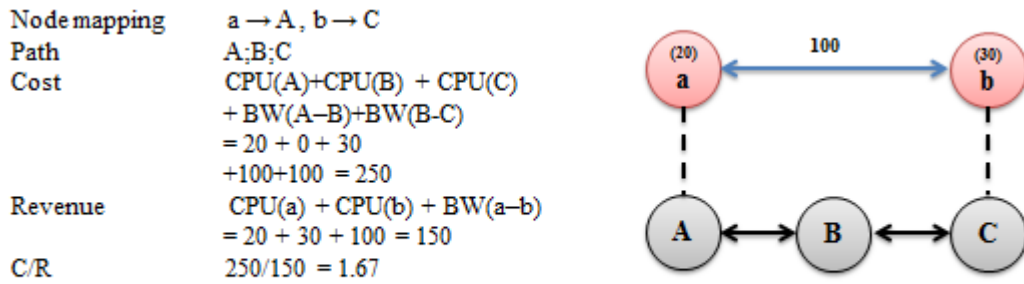 Node mapping a → A , b → C
Path A;B;C
Cost CPU(A)+CPU(B) + CPU(C)
+ BW(A–B)+BW(B-C)
= 20 + 0 + 30
+100+100 = 250
Revenue CPU(a) + CPU(b) + BW(a–b)
= 20 + 30 + 100 = 150
C/R 250/150 = 1.67
(20)
a
100
(30)
b
A
B
C